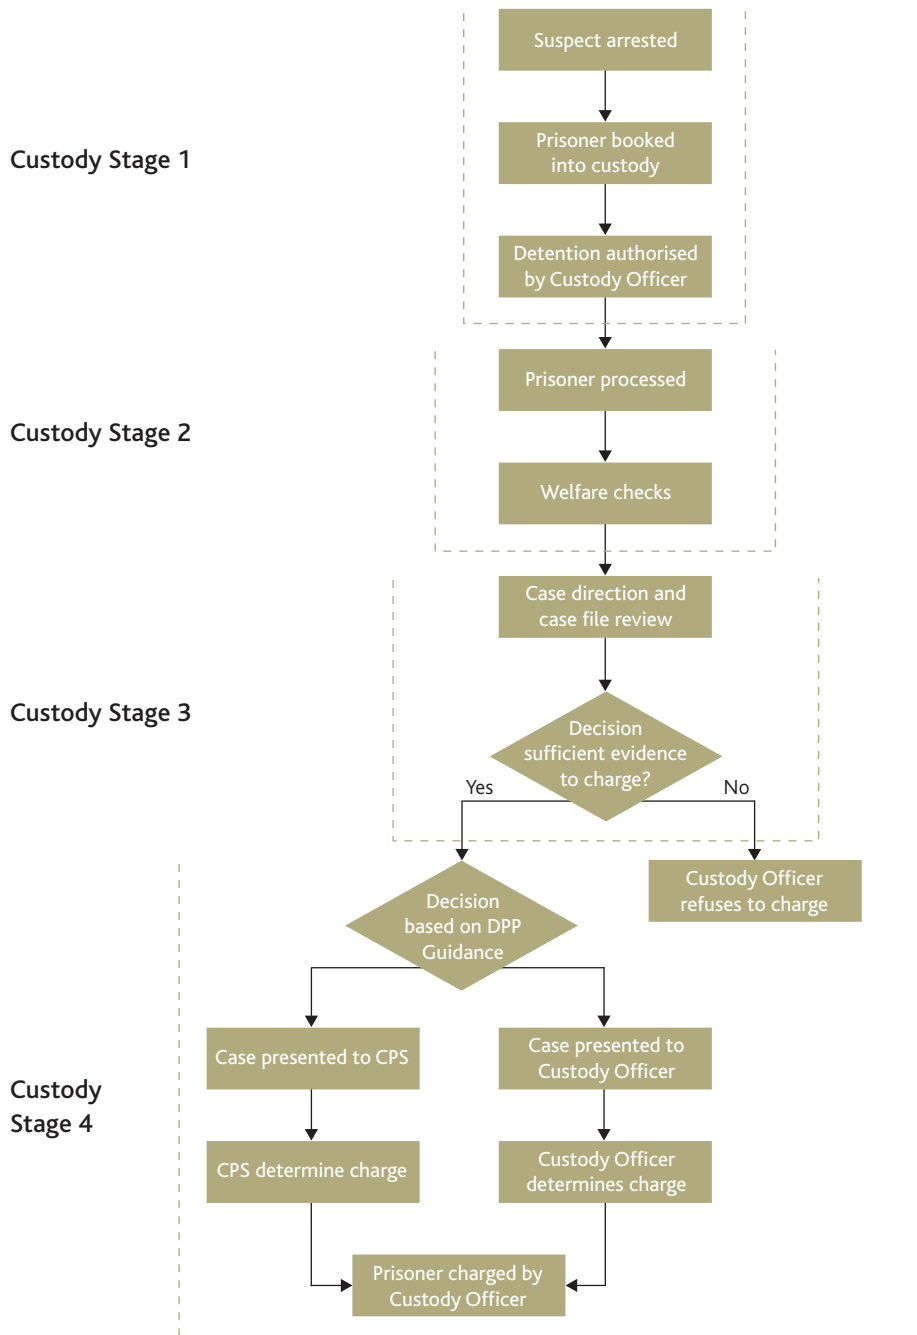 Custody Stage 1
Suspect arrested
Prisoner booked
into custody
Detention authorised
by Custody Officer
Custody Stage 2
Prisoner processed
Welfare checks
Custody Stage 3
Case direction and
case file review
Decision
sufficient evidence
to charge?
Yes
No
Custody Officer
refuses to charge
Custody
Stage 4
Decision
based on DPP
Guidance
Case presented to CPS
Case presented to
Custody Officer
CPS determine charge
Custody Officer
determines charge
Prisoner charged by
Custody Officer